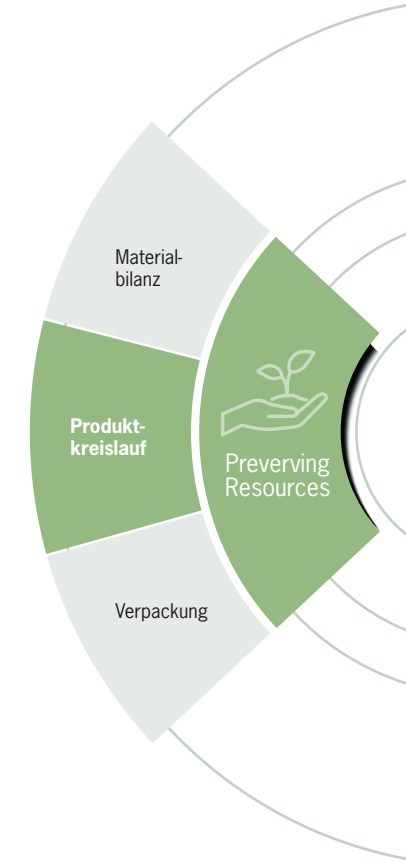 Material-
bilanz
Produkt-
kreislauf
Preverving
Resources
Verpackung